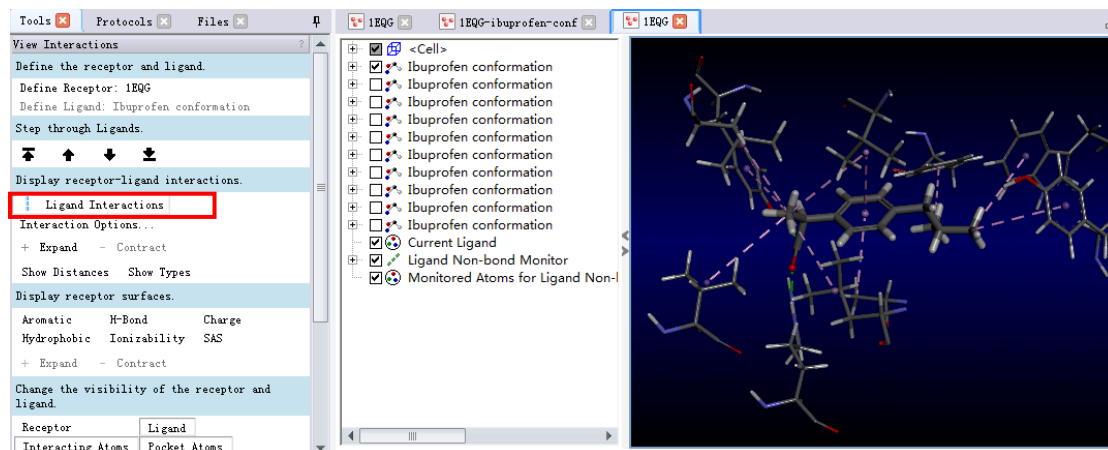 Tools Protocols Files
View Interactions ?
Define the receptor and ligand.
Define Receptor: 1EQG
Define Ligand: Ibuprofen conformation
Step through Ligands.
Display receptor-ligand interactions.
Ligand Interactions
Interaction Options...
+ Expand - Contract
Show Distances Show Types
Display receptor surfaces.
Aromatic H-Bond Charge
Hydrophobic Ionizability SAS
+ Expand - Contract
Change the visibility of the receptor and
ligand.
Receptor Ligand
Interacting Atoms Pocket Atoms
1EQG 1EQG-ibuprofen-conf 1EQG
<Cell>
Ibuprofen conformation
Ibuprofen conformation
Ibuprofen conformation
Ibuprofen conformation
Ibuprofen conformation
Ibuprofen conformation
Ibuprofen conformation
Ibuprofen conformation
Ibuprofen conformation
Ibuprofen conformation
Current Ligand
Ligand Non-bond Monitor
Monitored Atoms for Ligand Non-l